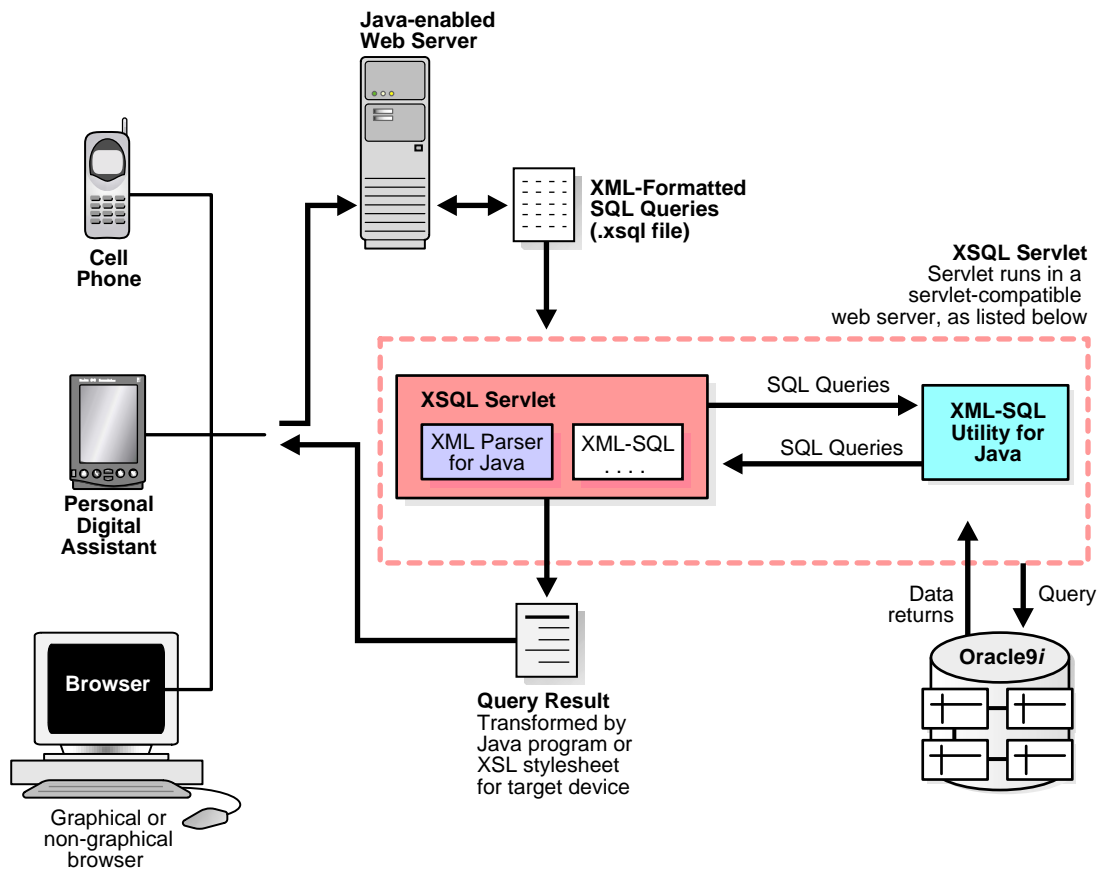 Java-enabled
Web Server
XML-Formatted
SQL Queries
(.xsql file)
Cell
Phone
XSQL Servlet
Servlet runs in a
servlet-compatible
web server, as listed below
XSQL Servlet
XML Parser
for Java
XML-SQL
. . . .
SQL Queries
SQL Queries
XML-SQL
Utility for
Java
Personal
Digital
Assistant
Data
returns
Query
Oracle9i
Browser
Query Result
Transformed by
Java program or
XSL stylesheet
for target device
Graphical or
non-graphical
browser